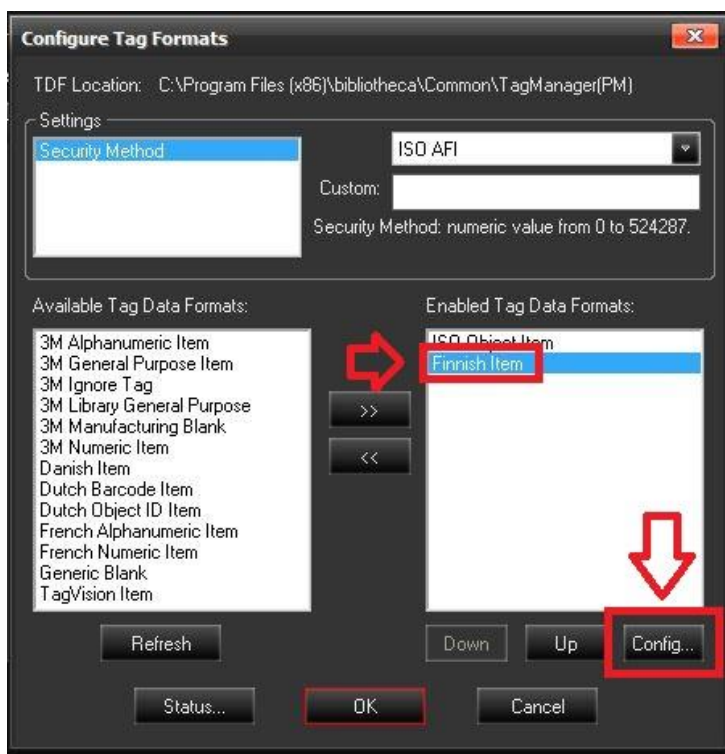 Configure Tag Formats
TDF Location: C:\Program Files (x86)\bibliotheca\Common\TagManager(PM)
Settings
Security Method
ISO AFI
Custom:
Security Method: numeric value from 0 to 524287.
Available Tag Data Formats:
3M Alphanumeric Item
3M General Purpose Item
3M Ignore Tag
3M Library General Purpose
3M Manufacturing Blank
3M Numeric Item
Danish Item
Dutch Barcode Item
Dutch Object ID Item
French Alphanumeric Item
French Numeric Item
Generic Blank
TagVision Item
>>
<<
Enabled Tag Data Formats:
ISO Object Item
Finnish Item
Refresh
Down
Up
Config...
Status...
OK
Cancel